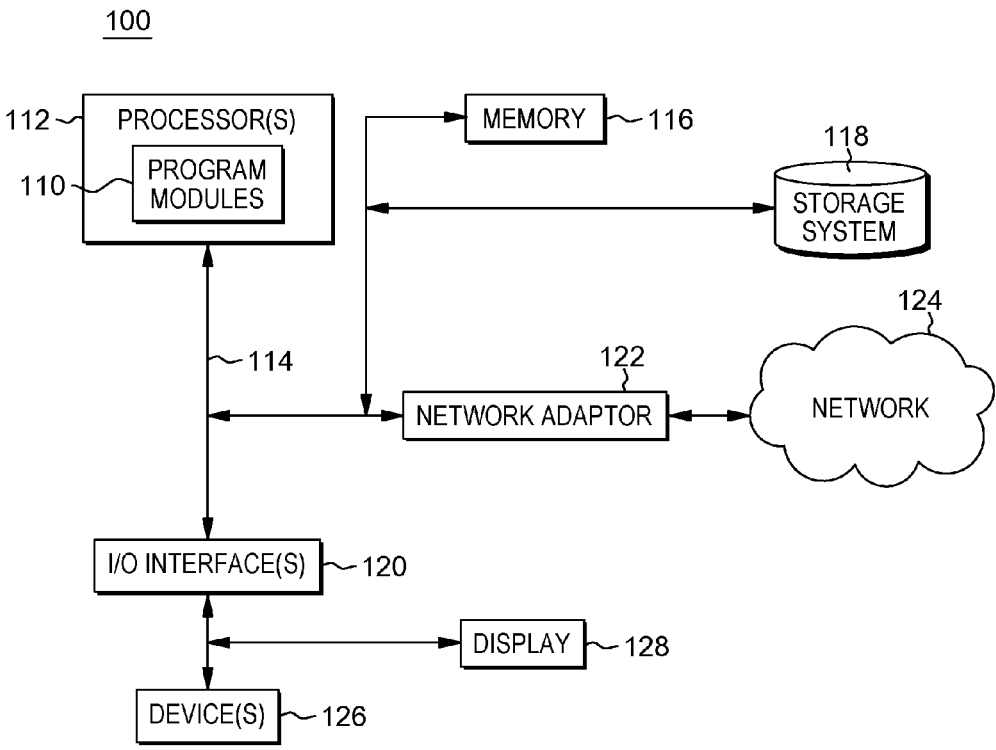 100
112
PROCESSOR(S)
110
PROGRAM
MODULES
MEMORY
116
118
STORAGE
SYSTEM
114
122
NETWORK ADAPTOR
124
NETWORK
I/O INTERFACE(S)
120
DISPLAY
128
DEVICE(S)
126